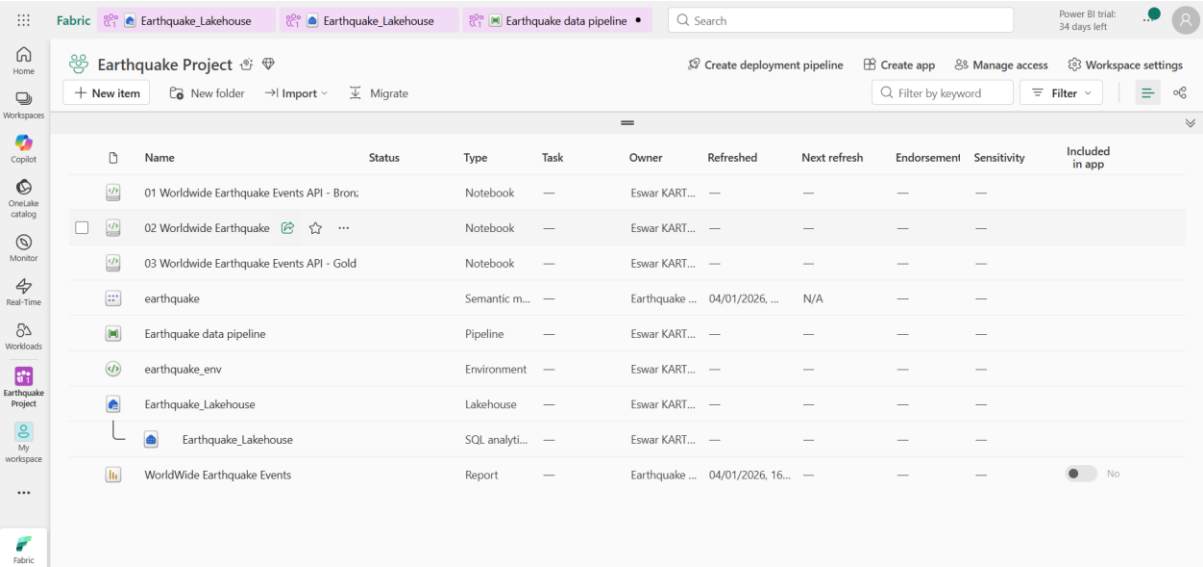 Fabric Earthquake_Lakehouse Earthquake_Lakehouse Earthquake data pipeline Search Power BI trial: 34 days left
Home
Workspaces
Copilot
OneLake catalog
Monitor
Real-Time
Workloads
Earthquake Project
My workspace
Fabric
Earthquake Project Create deployment pipeline Create app Manage access Workspace settings
New item New folder Import Migrate Filter by keyword Filter
Name Status Type Task Owner Refreshed Next refresh Endorsement Sensitivity Included in app
01 Worldwide Earthquake Events API - Bron Notebook — Eswar KART... — — — —
02 Worldwide Earthquake ... Notebook — Eswar KART... — — — —
03 Worldwide Earthquake Events API - Gold Notebook — Eswar KART... — — — —
earthquake Semantic m... — Earthquake ... 04/01/2026, ... N/A — —
Earthquake data pipeline Pipeline — Eswar KART... — — — —
earthquake_env Environment — Eswar KART... — — — —
Earthquake_Lakehouse Lakehouse — Eswar KART... — — — —
Earthquake_Lakehouse SQL analyti... — Eswar KART... — — — —
WorldWide Earthquake Events Report — Earthquake ... 04/01/2026, 16... — — — No